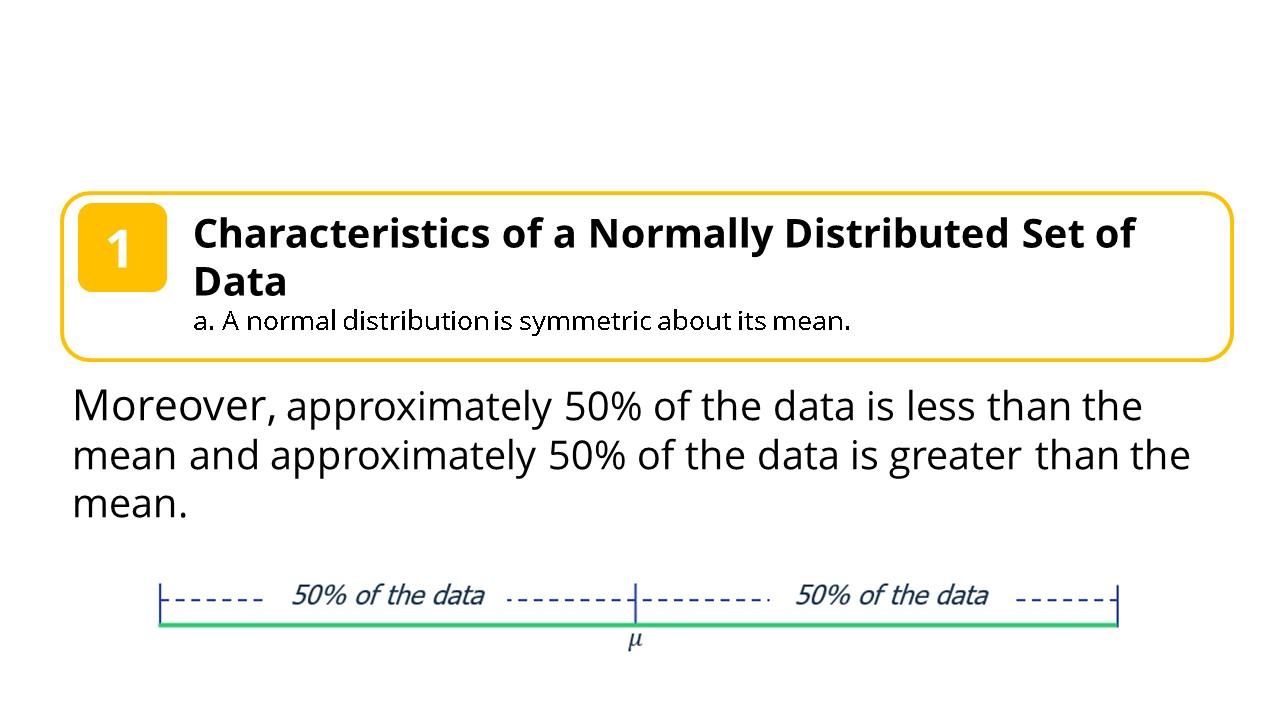 1
Characteristics of a Normally Distributed Set of
Data
a. A normal distribution is symmetric about its mean.
Moreover, approximately 50% of the data is less than the
mean and approximately 50% of the data is greater than the
mean.
50% of the data 50% of the data
μ